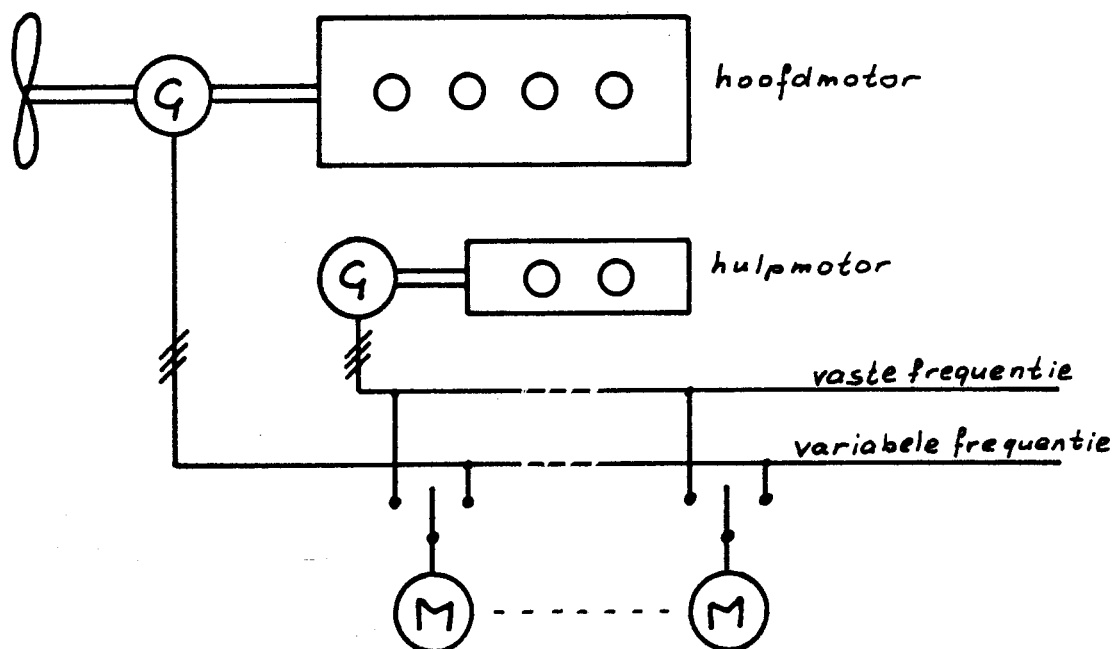 G
hoofdmotor
G
hulpmotor
vaste frequentie
variabele frequentie
M
M